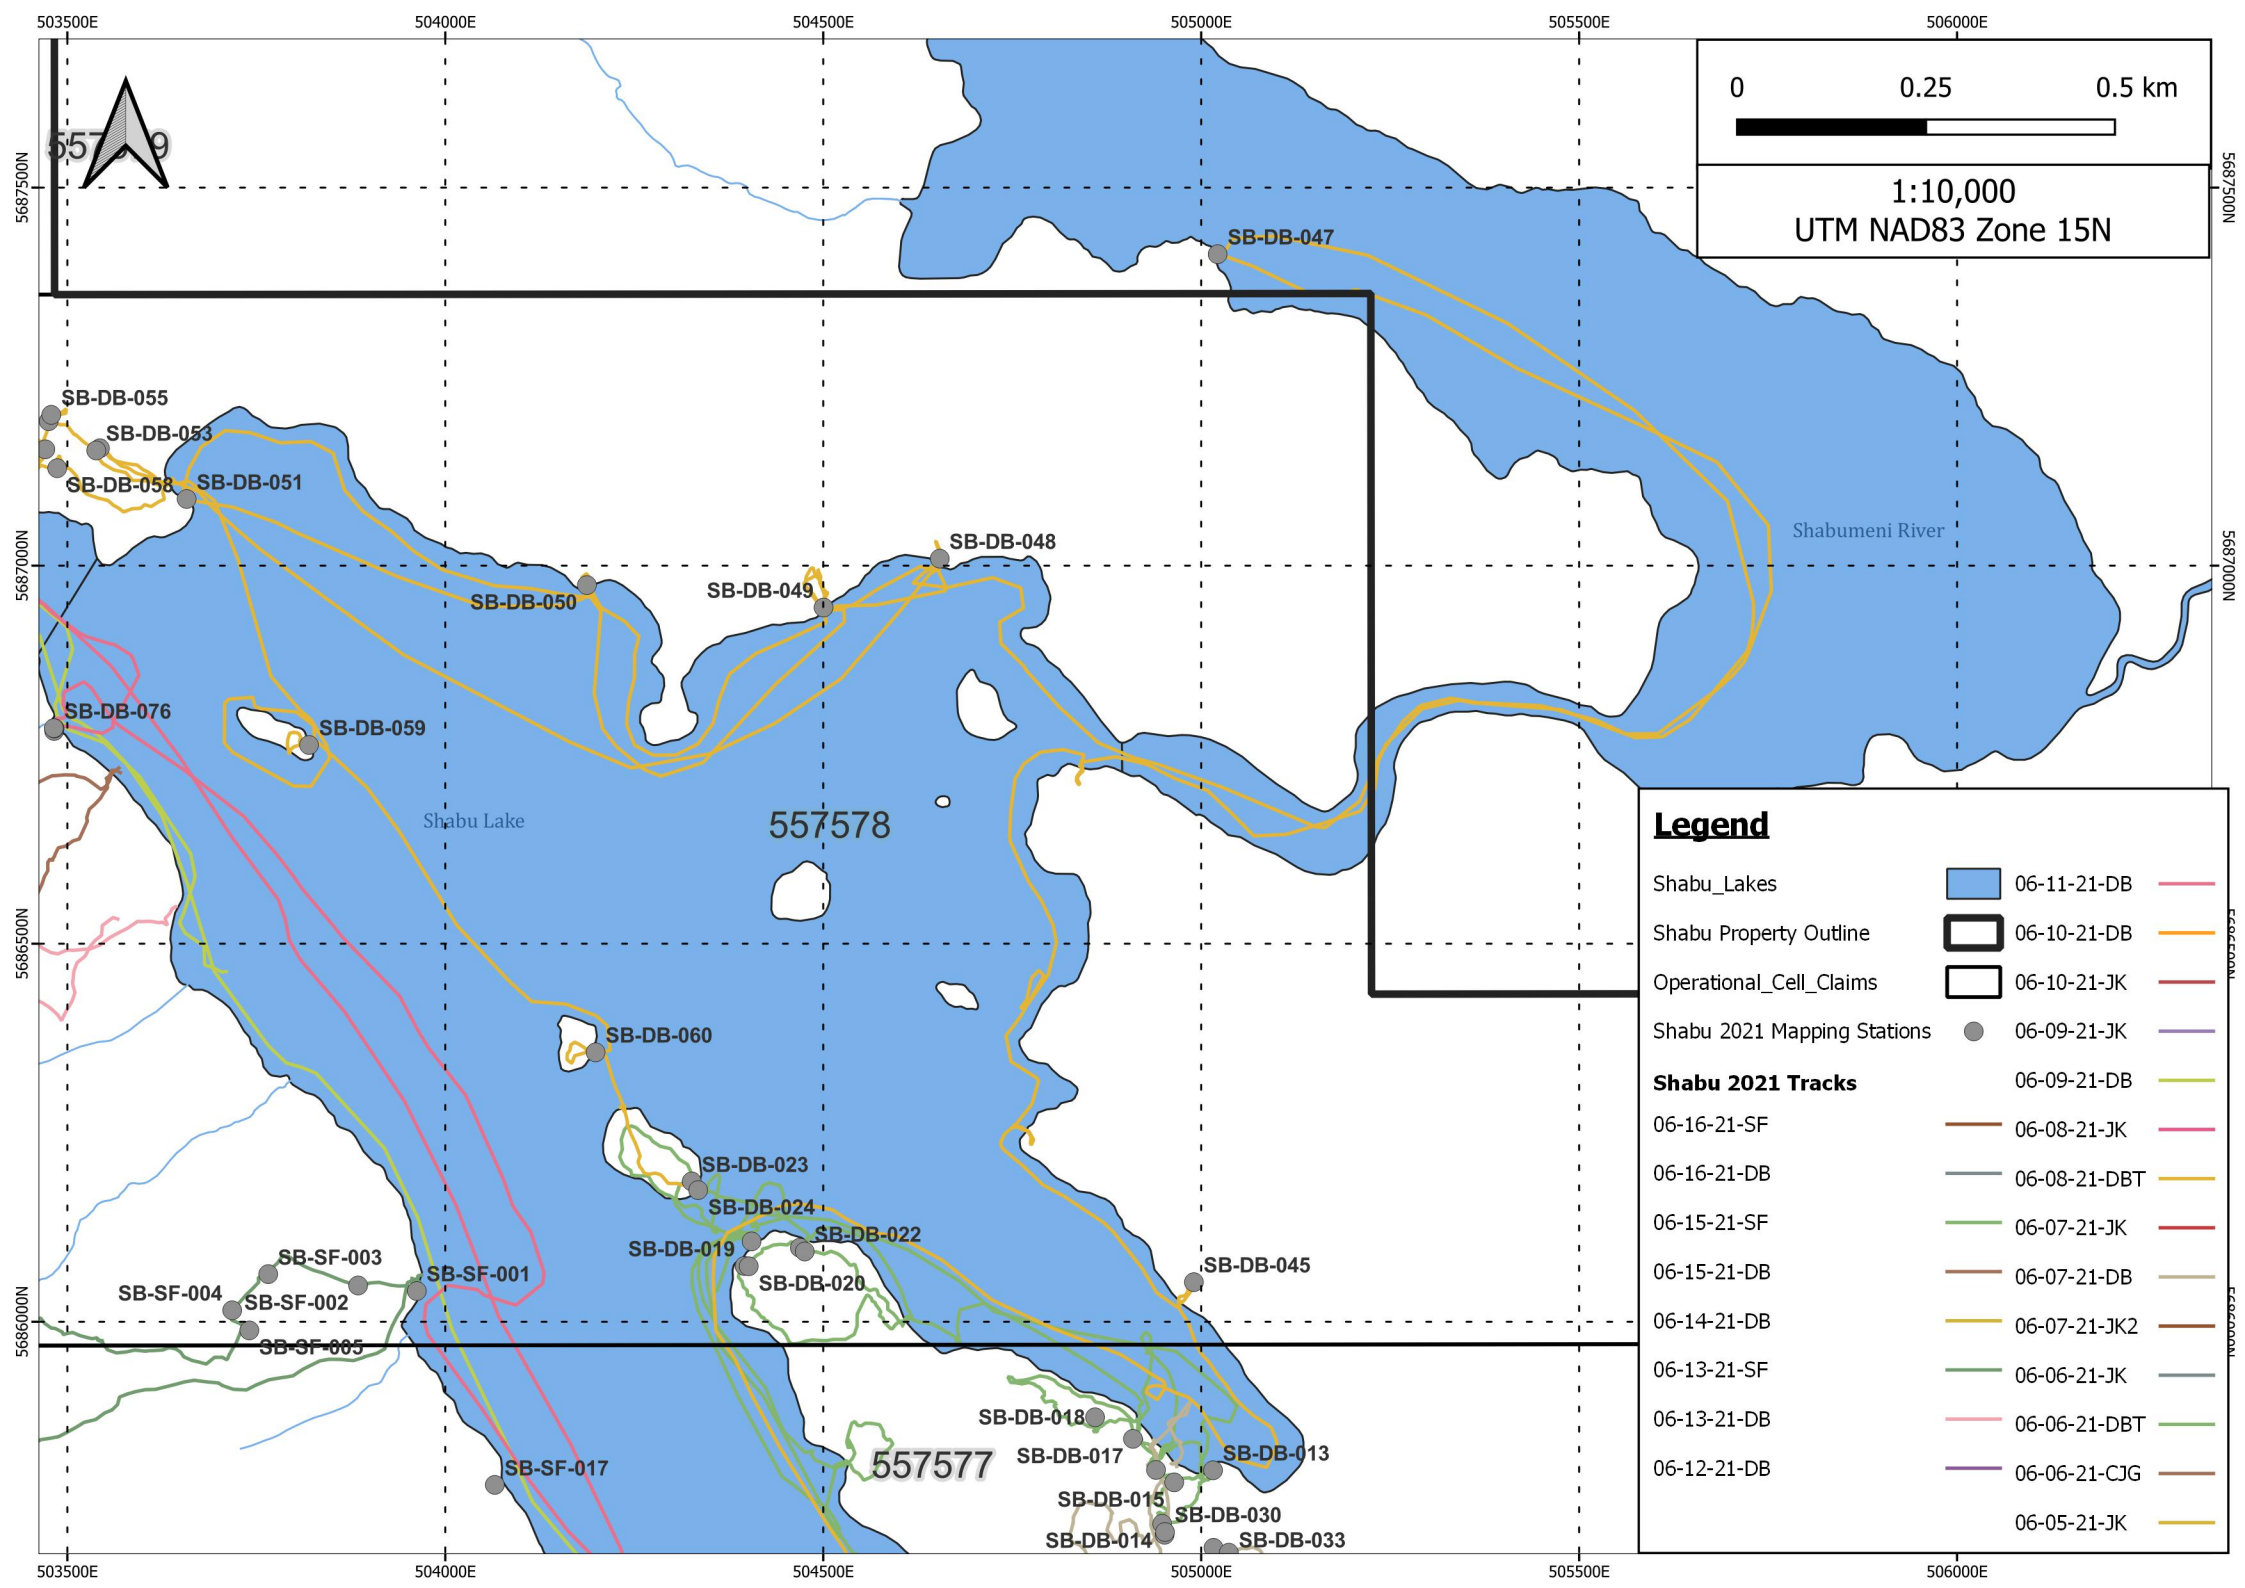 503500E
504000E
504500E
505000E
505500E
506000E
0
0.25
0.5 km
1:10,000
UTM NAD83 Zone 15N
5687500N
5687500N
SB-DB-047
SB-DB-055
SB-DB-053
SB-DB-058
SB-DB-051
SB-DB-048
Shabumeni River
5687000N
5687000N
SB-DB-049
SB-DB-050
SB-DB-076
SB-DB-059
Shabu Lake
557578
5686500N
SB-DB-060
SB-DB-023
SB-DB-024
SB-DB-022
SB-DB-019
SB-DB-020
SB-DB-045
SB-SF-003
SB-SF-001
SB-SF-004
SB-SF-002
SB-SF-005
5686000N
SB-DB-018
SB-DB-017
SB-DB-013
557577
SB-SF-017
SB-DB-015
SB-DB-030
SB-DB-014
SB-DB-033
Legend
Shabu_Lakes
Shabu Property Outline
Operational_Cell_Claims
Shabu 2021 Mapping Stations
Shabu 2021 Tracks
06-16-21-SF
06-16-21-DB
06-15-21-SF
06-15-21-DB
06-14-21-DB
06-13-21-SF
06-13-21-DB
06-12-21-DB
06-11-21-DB
06-10-21-DB
06-10-21-JK
06-09-21-JK
06-09-21-DB
06-08-21-JK
06-08-21-DBT
06-07-21-JK
06-07-21-DB
06-07-21-JK2
06-06-21-JK
06-06-21-DBT
06-06-21-CJG
06-05-21-JK
503500E
504000E
504500E
505000E
505500E
506000E